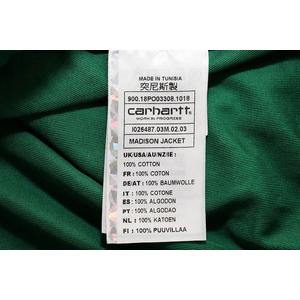 MADE IN TUNISIA
突尼斯製
900.18PO03308.1018
carhartt
WORK IN PROGRESS
I026487.03M.02.03
MADISON JACKET
UK/USA/AU/NZ/IE:
100% COTTON
FR: 100% COTON
DE/AT: 100% BAUMWOLLE
IT: 100% COTONE
ES: 100% ALGODON
PT: 100% ALGODAO
NL: 100% KATOEN
FI: 100% PUUVILLAA